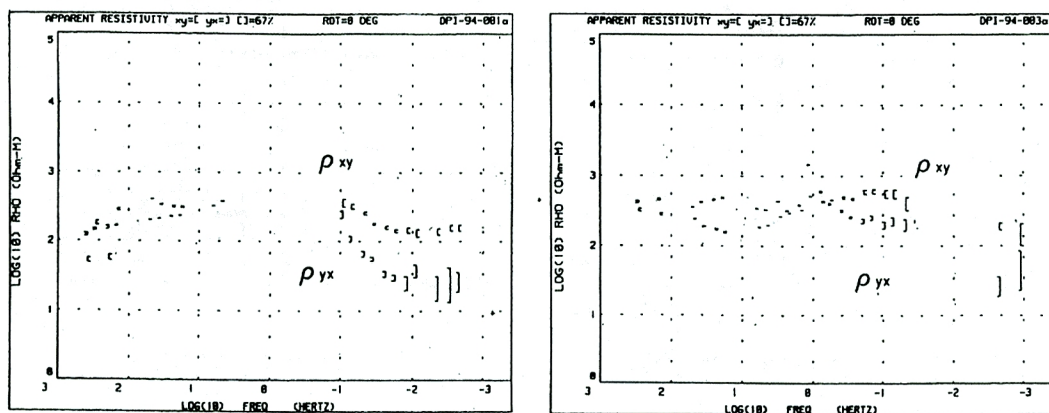 APPARENT RESISTIVITY xy=[ yx=] []=67% ROT=0 DEG DPI-94-001a
5
4
3
2
1
0
LOG(10) RHO (Ohm-M)
ρ xy
ρ yx
3 2 1 0 -1 -2 -3
LOG(10) FREQ (HERTZ)
APPARENT RESISTIVITY xy=[ yx=] []=67% ROT=0 DEG DPI-94-003a
5
4
3
2
1
0
LOG(10) RHO (Ohm-M)
ρ xy
ρ yx
3 2 1 0 -1 -2 -3
LOG(10) FREQ (HERTZ)